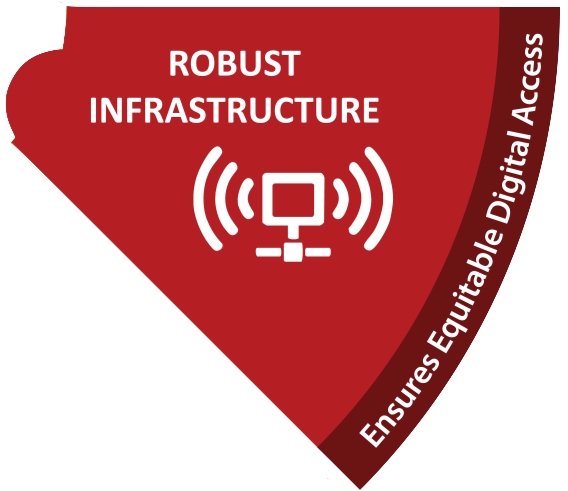 ROBUST
INFRASTRUCTURE
Ensures Equitable Digital Access